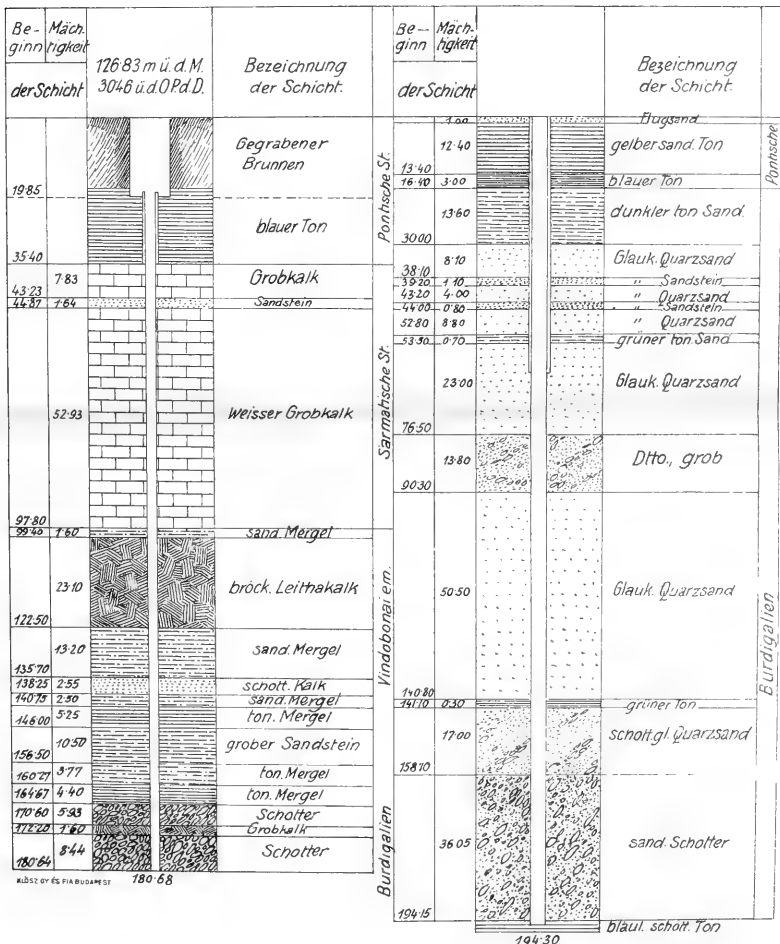 Be- Mäch-
ginn tigkeit
der Schicht
126·83 m ü. d. M.
3046 ü. d. O P. d. D.
Bezeichnung
der Schicht.
Gegrabener
Brunnen
19·85
blauer Ton
35·40
Pontische St.
7·83 Grobkalk
43·23
44·87 1·64 Sandstein
52·93 Weisser Grobkalk
97·80
Sarmatische St.
99·40 1·60 sand. Mergel
23·10 bröck. Leithakalk
122·50
13·20 sand. Mergel
135·70
138·25 2·55 schott. Kalk
140·75 2·50 sand. Mergel
146·00 5·25 ton. Mergel
10·50 grober Sandstein
156·50
160·27 3·77 ton. Mergel
164·67 4·40 ton. Mergel
170·60 5·93 Schotter
172·20 1·60 Grobkalk
8·44 Schotter
180·64
Vindobonai em.
Burdigalien
180·68
KLÖSZ GY ÉS FIA BUDAPEST
Be- Mäch-
ginn tigkeit
der Schicht
Bezeichnung
der Schicht.
1·00 Flugsand
12·40 gelber sand. Ton
13·40
16·40 3·00 blauer Ton
13·60 dunkler ton Sand.
30·00
Pontische
8·10 Glauk. Quarzsand
38·10
39·20 1·10 " Sandstein
43·20 4·00 " Quarzsand
44·00 0·80 " Sandstein
52·80 8·80 " Quarzsand
53·50 0·70 grüner ton Sand
23·00 Glauk. Quarzsand
76·50
13·80 Dtto., grob
90·30
50·50 Glauk. Quarzsand
140·80
141·10 0·30 grüner Ton
17·00 schott. gl. Quarzsand
158·10
36·05 sand. Schotter
194·15
bläul. schott. Ton
Burdigalien
194·30